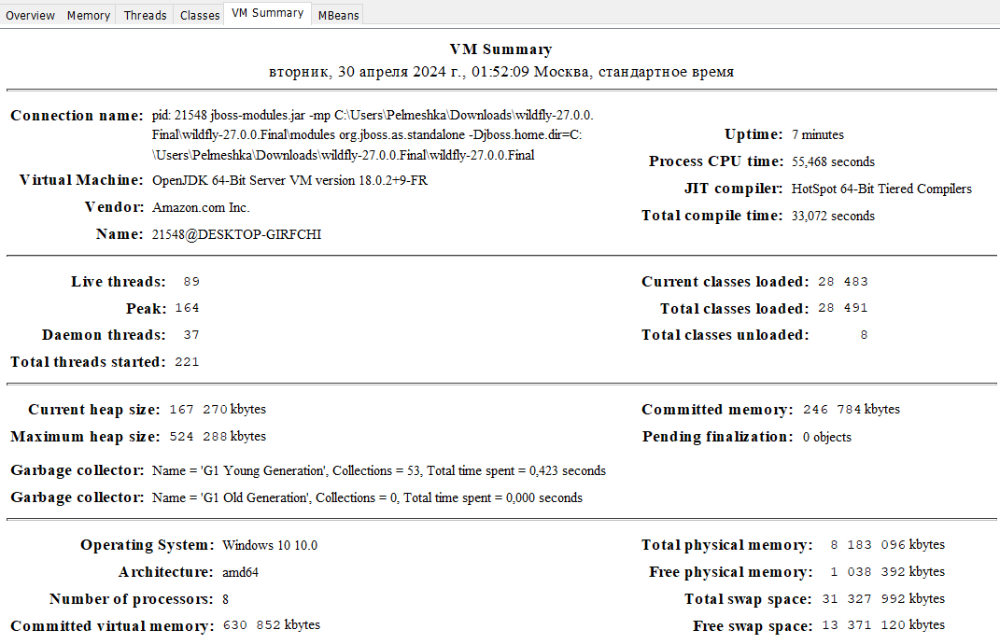 Overview Memory Threads Classes VM Summary MBeans
VM Summary
вторник, 30 апреля 2024 г., 01:52:09 Москва, стандартное время
Connection name: pid: 21548 jboss-modules.jar -mp C:\Users\Pelmeshka\Downloads\wildfly-27.0.0.
Final\wildfly-27.0.0.Final\modules org.jboss.as.standalone -Djboss.home.dir=C:
\Users\Pelmeshka\Downloads\wildfly-27.0.0.Final\wildfly-27.0.0.Final
Virtual Machine: OpenJDK 64-Bit Server VM version 18.0.2+9-FR
Vendor: Amazon.com Inc.
Name: 21548@DESKTOP-GIRFCHI
Uptime: 7 minutes
Process CPU time: 55,468 seconds
JIT compiler: HotSpot 64-Bit Tiered Compilers
Total compile time: 33,072 seconds
Live threads: 89
Peak: 164
Daemon threads: 37
Total threads started: 221
Current classes loaded: 28 483
Total classes loaded: 28 491
Total classes unloaded: 8
Current heap size: 167 270 kbytes
Maximum heap size: 524 288 kbytes
Committed memory: 246 784 kbytes
Pending finalization: 0 objects
Garbage collector: Name = 'G1 Young Generation', Collections = 53, Total time spent = 0,423 seconds
Garbage collector: Name = 'G1 Old Generation', Collections = 0, Total time spent = 0,000 seconds
Operating System: Windows 10 10.0
Architecture: amd64
Number of processors: 8
Committed virtual memory: 630 852 kbytes
Total physical memory: 8 183 096 kbytes
Free physical memory: 1 038 392 kbytes
Total swap space: 31 327 992 kbytes
Free swap space: 13 371 120 kbytes